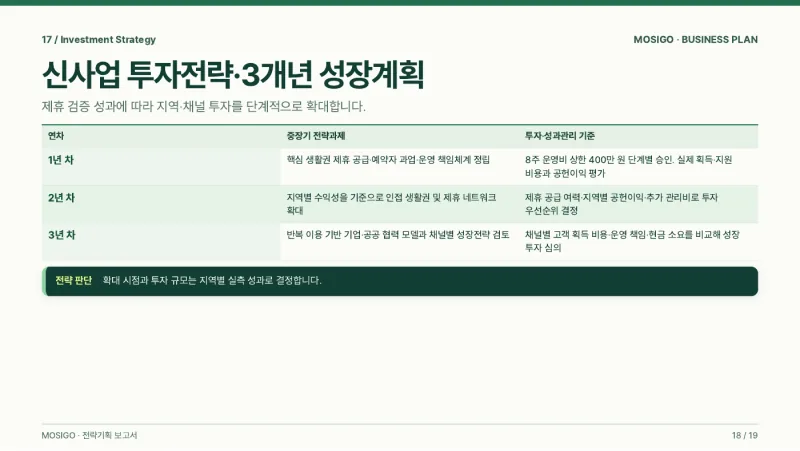 17 / Investment Strategy
MOSIGO · BUSINESS PLAN
신사업 투자전략·3개년 성장계획
제휴 검증 성과에 따라 지역·채널 투자를 단계적으로 확대합니다.
연차
중장기 전략과제
투자·성과관리 기준
1년 차
핵심 생활권 제휴 공급·예약자 과업·운영 책임체계 정립
8주 운영비 상한 400만 원 단계별 승인. 실제 획득·지원
비용과 공헌이익 평가
2년 차
지역별 수익성을 기준으로 인접 생활권 및 제휴 네트워크
확대
제휴 공급 여력·지역별 공헌이익·추가 관리비로 투자
우선순위 결정
3년 차
반복 이용 기반 기업·공공 협력 모델과 채널별 성장전략 검토
채널별 고객 획득 비용·운영 책임·현금 소요를 비교해 성장
투자 심의
전략 판단 확대 시점과 투자 규모는 지역별 실측 성과로 결정합니다.
MOSIGO · 전략기획 보고서
18 / 19